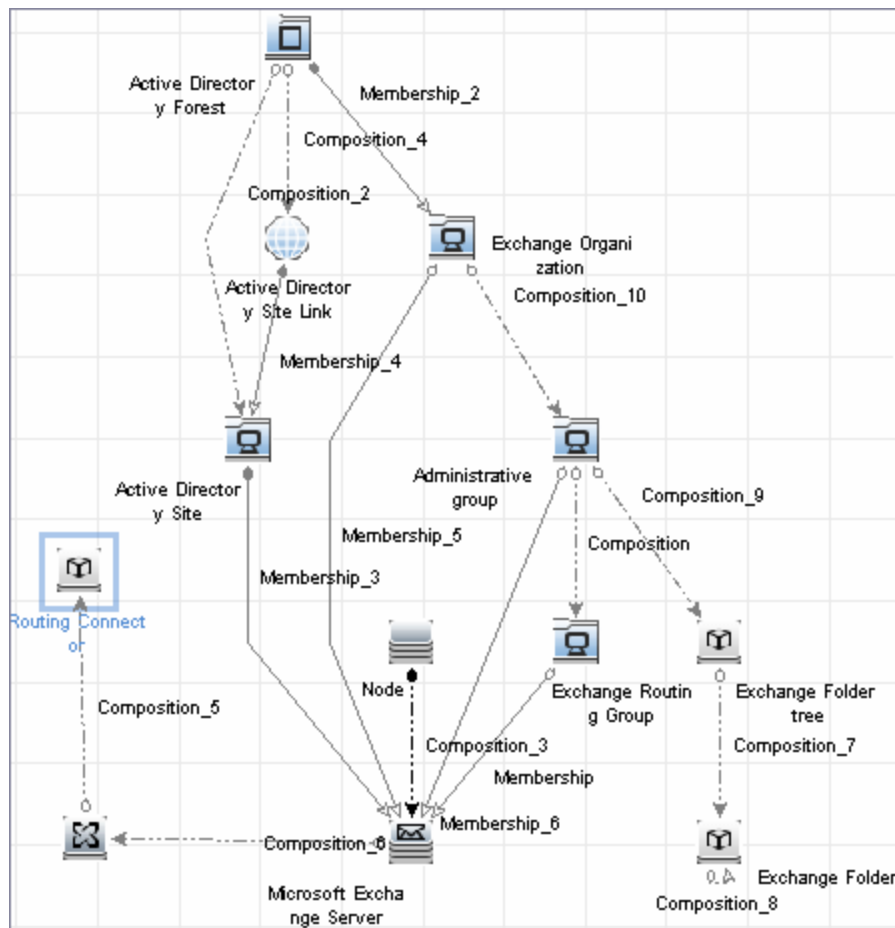 Active Director
y Forest
Membership_2
Composition_4
Composition_2
Exchange Organi
zation
Active Director
y Site Link
Composition_10
Membership_4
Active Director
y Site
Administrative
group
Composition_9
Membership_5
Composition
Membership_3
Routing Connect
or
Node
Exchange Routin
g Group
Exchange Folder
tree
Composition_5
Composition_3
Composition_7
Membership
Membership_6
Composition_6
Microsoft Excha
nge Server
Exchange Folder
Composition_8